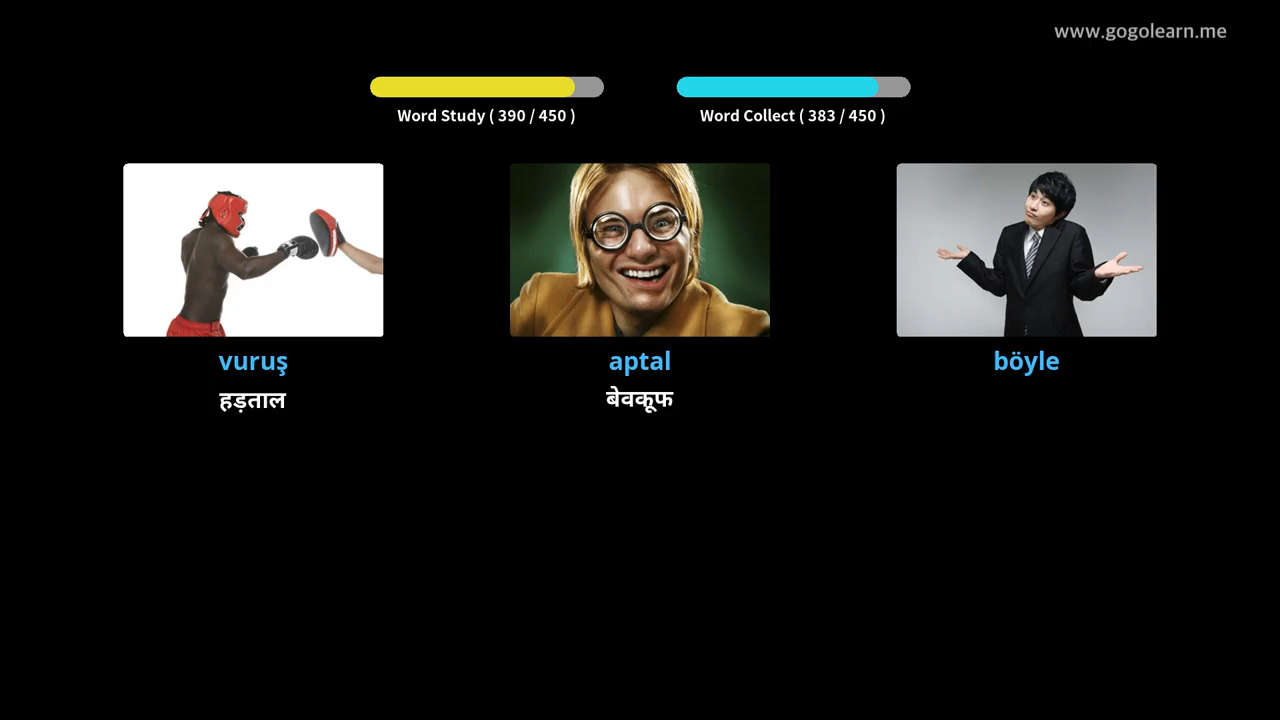 www.gogolearn.me
Word Study ( 390 / 450 )
Word Collect ( 383 / 450 )
vuruş
aptal
böyle
हड़ताल
बेवकूफ